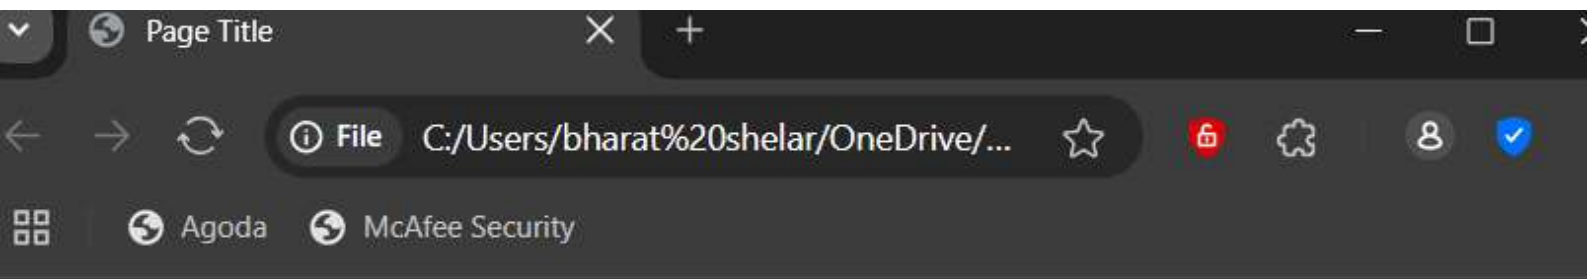 Page Title
File C:/Users/bharat%20shelar/OneDrive/...
Agoda McAfee Security